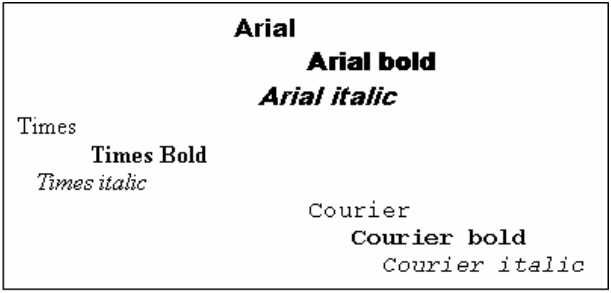 Arial
Arial bold
Arial italic
Times
Times Bold
Times italic
Courier
Courier bold
Courier italic